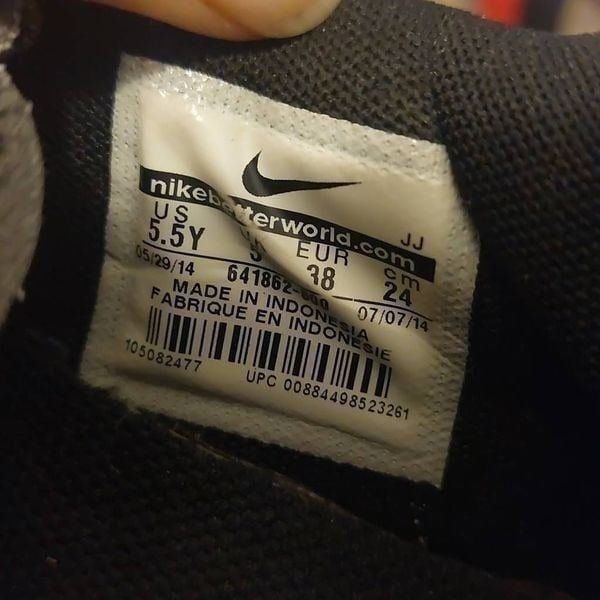 nikebetterworld.com
JJ
US EUR cm
5.5Y 38 24
05/29/14 07/07/14
MADE IN INDONESIA
FABRIQUE EN INDONESIE
105082477
UPC 00884498523261